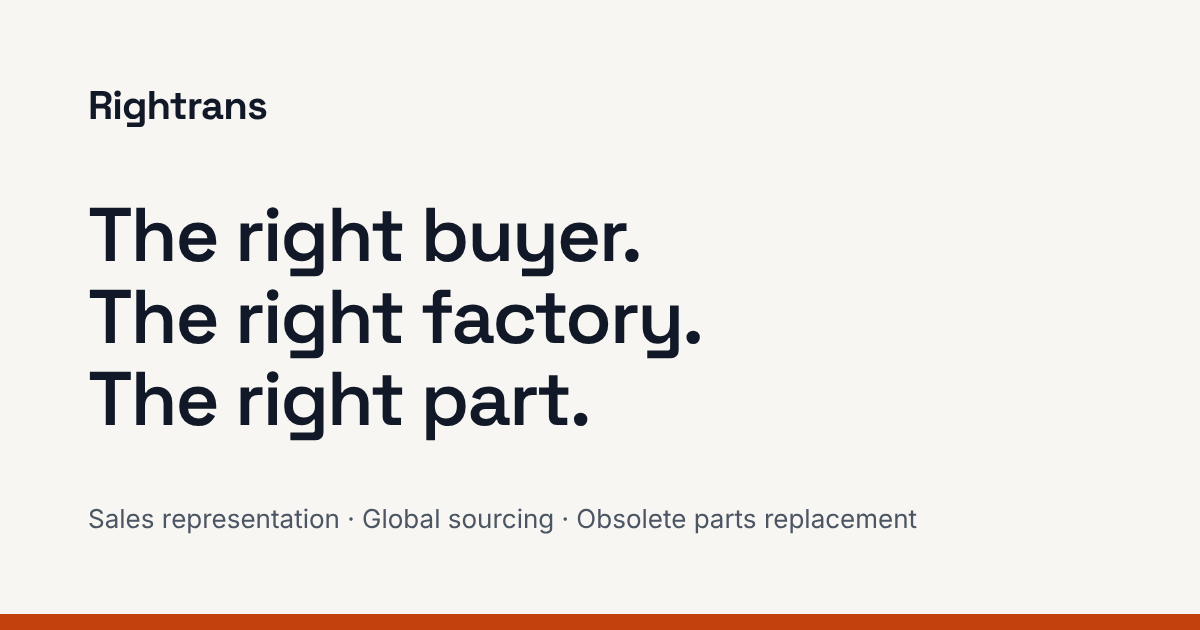 Rightrans
The right buyer.
The right factory.
The right part.
Sales representation · Global sourcing · Obsolete parts replacement